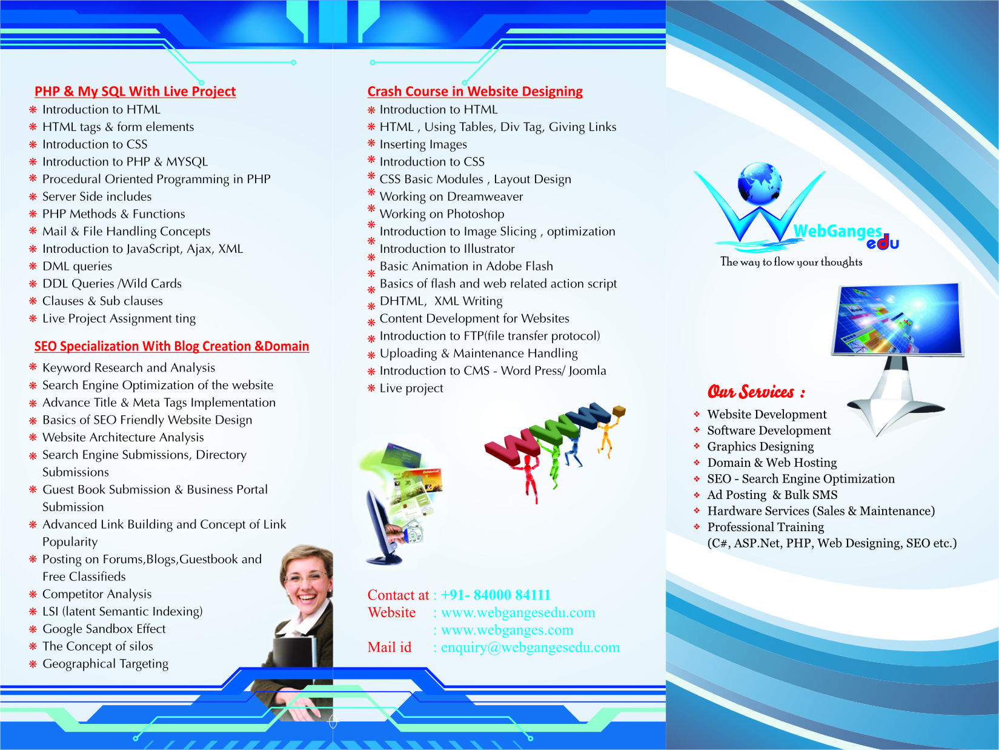 PHP & My SQL With Live Project
Introduction to HTML
HTML tags & form elements
Introduction to CSS
Introduction to PHP & MYSQL
Procedural Oriented Programming in PHP
Server Side includes
PHP Methods & Functions
Mail & File Handling Concepts
Introduction to JavaScript, Ajax, XML
DML queries
DDL Queries /Wild Cards
Clauses & Sub clauses
Live Project Assignment ting
SEO Specialization With Blog Creation &Domain
Keyword Research and Analysis
Search Engine Optimization of the website
Advance Title & Meta Tags Implementation
Basics of SEO Friendly Website Design
Website Architecture Analysis
Search Engine Submissions, Directory
Submissions
Guest Book Submission & Business Portal
Submission
Advanced Link Building and Concept of Link
Popularity
Posting on Forums,Blogs,Guestbook and
Free Classifieds
Competitor Analysis
LSI (latent Semantic Indexing)
Google Sandbox Effect
The Concept of silos
Geographical Targeting
Crash Course in Website Designing
Introduction to HTML
HTML , Using Tables, Div Tag, Giving Links
Inserting Images
Introduction to CSS
CSS Basic Modules , Layout Design
Working on Dreamweaver
Working on Photoshop
Introduction to Image Slicing , optimization
Introduction to Illustrator
Basic Animation in Adobe Flash
Basics of flash and web related action script
DHTML, XML Writing
Content Development for Websites
Introduction to FTP(file transfer protocol)
Uploading & Maintenance Handling
Introduction to CMS - Word Press/ Joomla
Live project
WWW
Contact at : +91- 84000 84111
Website : www.webgangesedu.com
: www.webganges.com
Mail id : enquiry@webgangesedu.com
WebGanges
edu
The way to flow your thoughts
Our Services :
Website Development
Software Development
Graphics Designing
Domain & Web Hosting
SEO - Search Engine Optimization
Ad Posting & Bulk SMS
Hardware Services (Sales & Maintenance)
Professional Training
(C#, ASP.Net, PHP, Web Designing, SEO etc.)